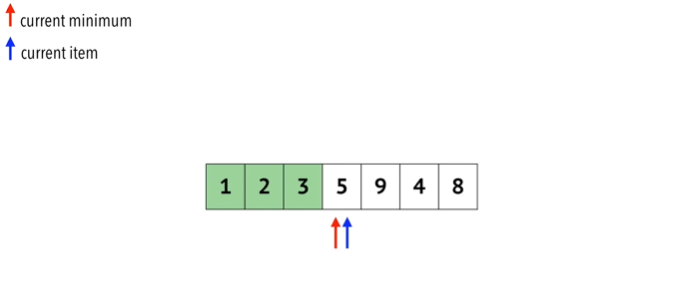 current minimum
current item
1 2 3 5 9 4 8